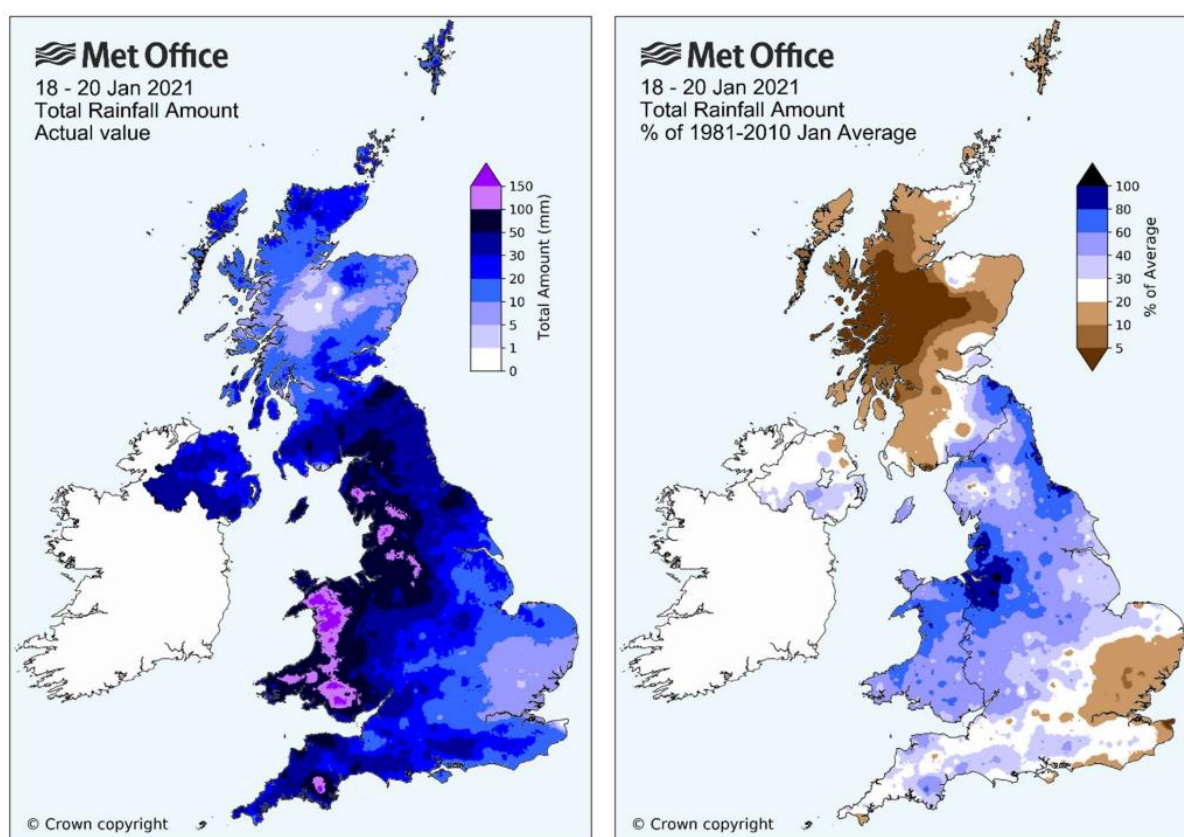 Met Office
18 - 20 Jan 2021
Total Rainfall Amount
Actual value
150
100
50
30
20
10
5
1
0
Total Amount (mm)
© Crown copyright
Met Office
18 - 20 Jan 2021
Total Rainfall Amount
% of 1981-2010 Jan Average
100
80
60
40
30
20
10
5
% of Average
© Crown copyright